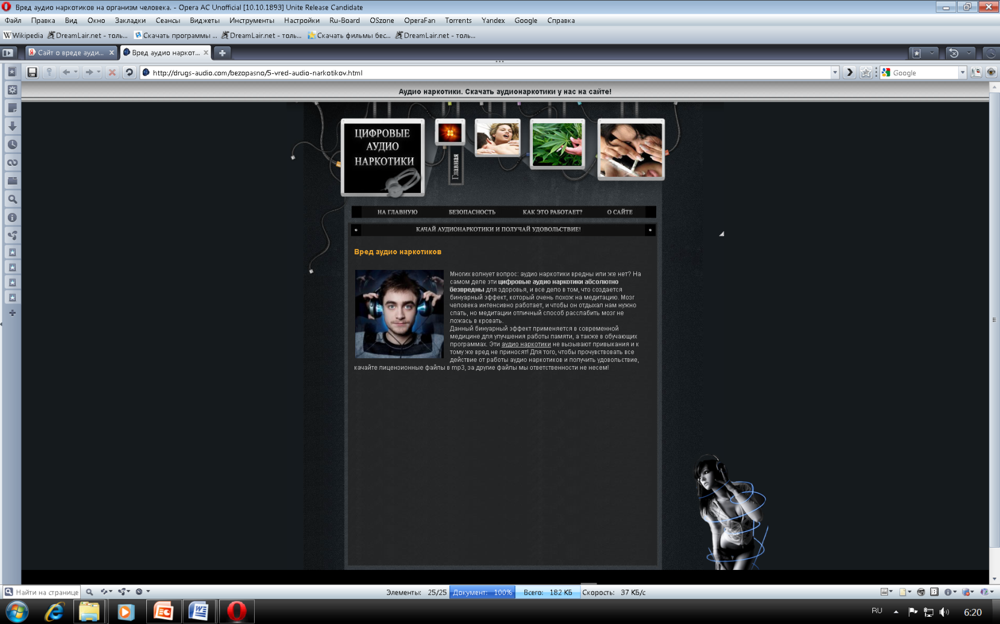 Вред аудио наркотиков на организм человека. - Opera AC Unofficial [10.10.1893] Unite Release Candidate
Файл Правка Вид Окно Закладки Сеансы Виджеты Инструменты Настройки Ru-Board OSzone OperaFan Torrents Yandex Google Справка
Wikipedia DreamLair.net - толь... Скачать программы ... DreamLair.net - толь... Скачать фильмы бес... DreamLair.net - толь...
Сайт о вреде ауди... Вред аудио наркот...
http://drugs-audio.com/bezopasno/5-vred-audio-narkotikov.html Google
Аудио наркотики. Скачать аудионаркотики у нас на сайте!
ЦИФРОВЫЕ
АУДИО
НАРКОТИКИ
Главная
НА ГЛАВНУЮ БЕЗОПАСНОСТЬ КАК ЭТО РАБОТАЕТ? О САЙТЕ
КАЧАЙ АУДИОНАРКОТИКИ И ПОЛУЧАЙ УДОВОЛЬСТВИЕ!
Вред аудио наркотиков
Многих волнует вопрос: аудио наркотики вредны или же нет? На
самом деле эти цифровые аудио наркотики абсолютно
безвредны для здоровья, и все дело в том, что создается
бинуарный эффект, который очень похож на медитацию. Мозг
человека интенсивно работает, и чтобы он отдыхал нам нужно
спать, но медитации отличный способ расслабить мозг не
ложась в кровать.
Данный бинуарный эффект применяется в современной
медицине для улучшения работы памяти, а также в обучающих
программах. Эти аудио наркотики не вызывают привыкания и к
тому же вред не приносят! Для того, чтобы прочувствовать все
действие от работы аудио наркотиков и получить удовольствие,
качайте лицензионные файлы в mp3, за другие файлы мы ответственности не несем!
Найти на странице Элементы: 25/25 Документ: 100% Всего: 182 КБ Скорость: 37 КБ/с
RU 6:20